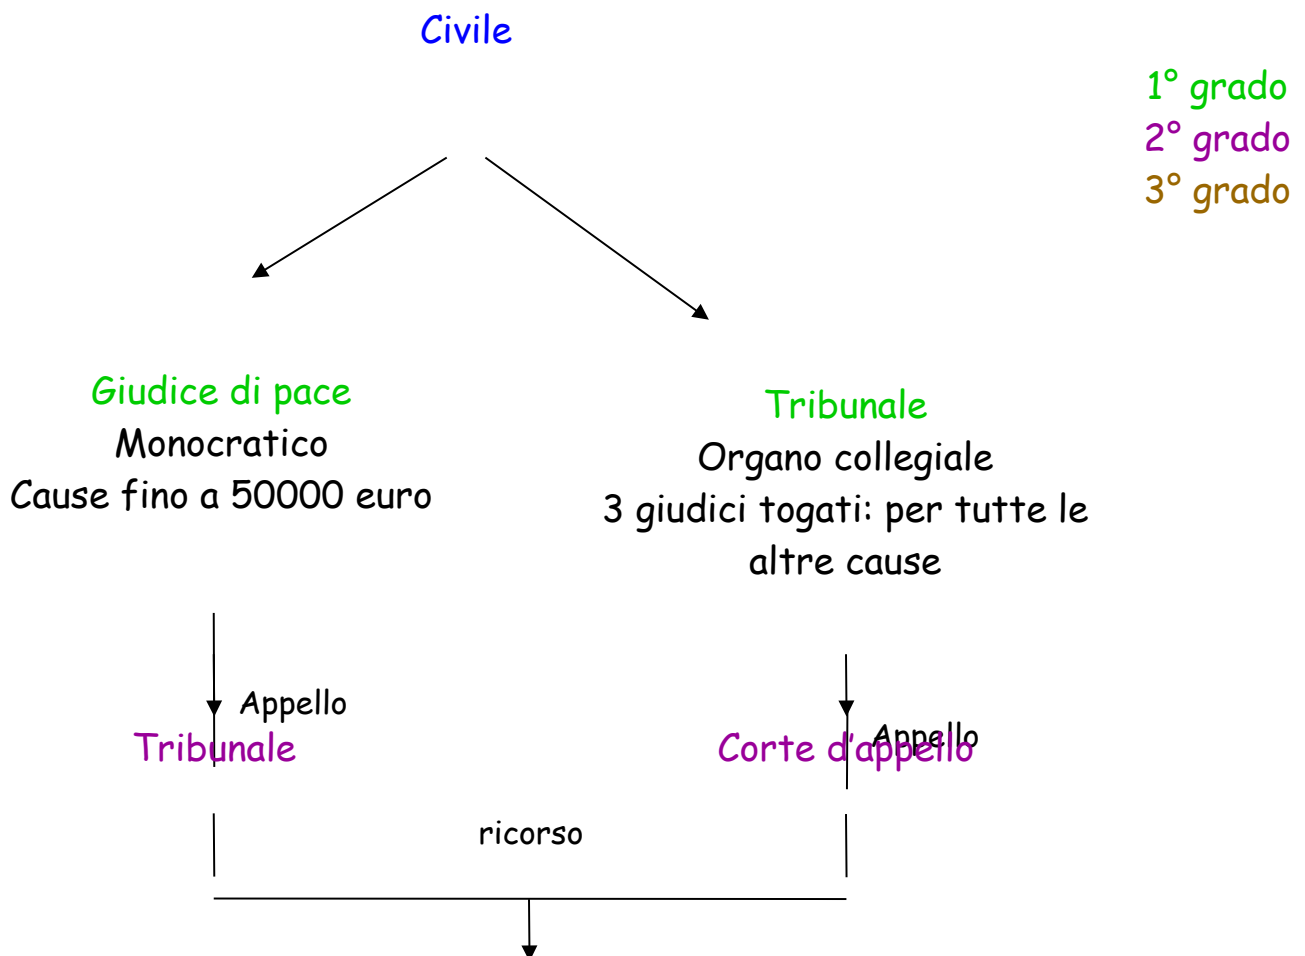 Civile
1° grado
2° grado
3° grado
Giudice di pace
Monocratico
Cause fino a 50000 euro
Tribunale
Organo collegiale
3 giudici togati: per tutte le
altre cause
Appello
Tribunale
Appello
Corte d'appello
ricorso